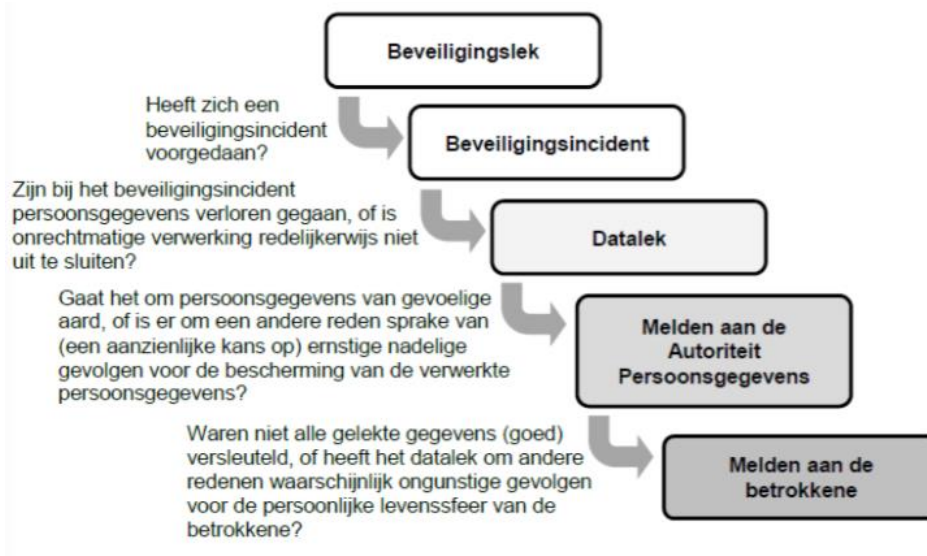 Beveiligingslek
Heeft zich een
beveiligingsincident
voorgedaan?
Beveiligingsincident
Zijn bij het beveiligingsincident
persoonsgegevens verloren gegaan, of is
onrechtmatige verwerking redelijkerwijs niet
uit te sluiten?
Datalek
Gaat het om persoonsgegevens van gevoelige
aard, of is er om een andere reden sprake van
(een aanzienlijke kans op) ernstige nadelige
gevolgen voor de bescherming van de verwerkte
persoonsgegevens?
Melden aan de
Autoriteit
Persoonsgegevens
Waren niet alle gelekte gegevens (goed)
versleuteld, of heeft het datalek om andere
redenen waarschijnlijk ongunstige gevolgen
voor de persoonlijke levenssfeer van de
betrokkene?
Melden aan de
betrokkene